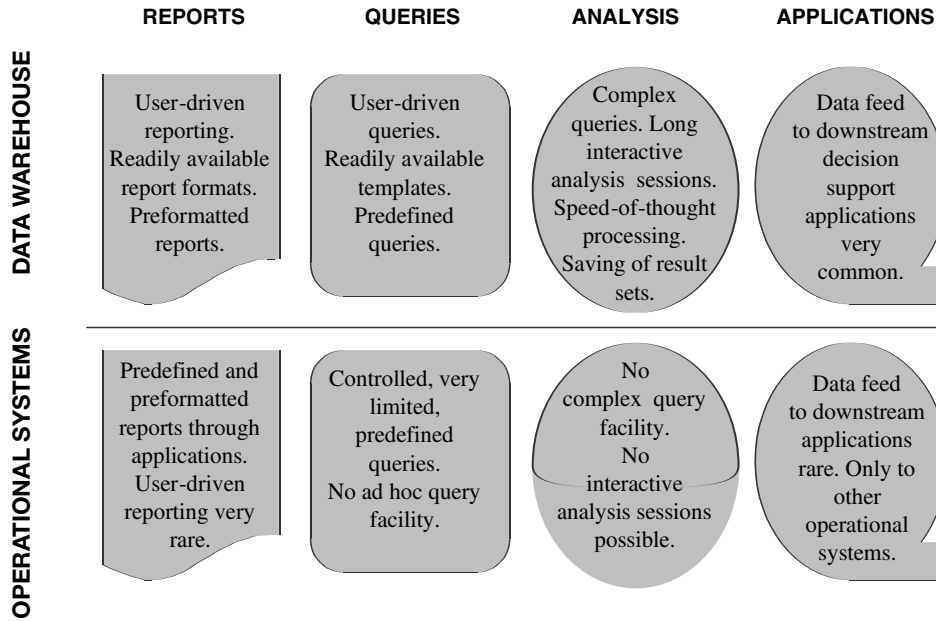 REPORTS
QUERIES
ANALYSIS
APPLICATIONS
DATA WAREHOUSE
User-driven
reporting.
Readily available
report formats.
Preformatted
reports.
User-driven
queries.
Readily available
templates.
Predefined
queries.
Complex
queries. Long
interactive
analysis sessions.
Speed-of-thought
processing.
Saving of result
sets.
Data feed
to downstream
decision
support
applications
very
common.
OPERATIONAL SYSTEMS
Predefined and
preformatted
reports through
applications.
User-driven
reporting very
rare.
Controlled, very
limited,
predefined
queries.
No ad hoc query
facility.
No
complex query
facility.
No
interactive
analysis sessions
possible.
Data feed
to downstream
applications
rare. Only to
other
operational
systems.